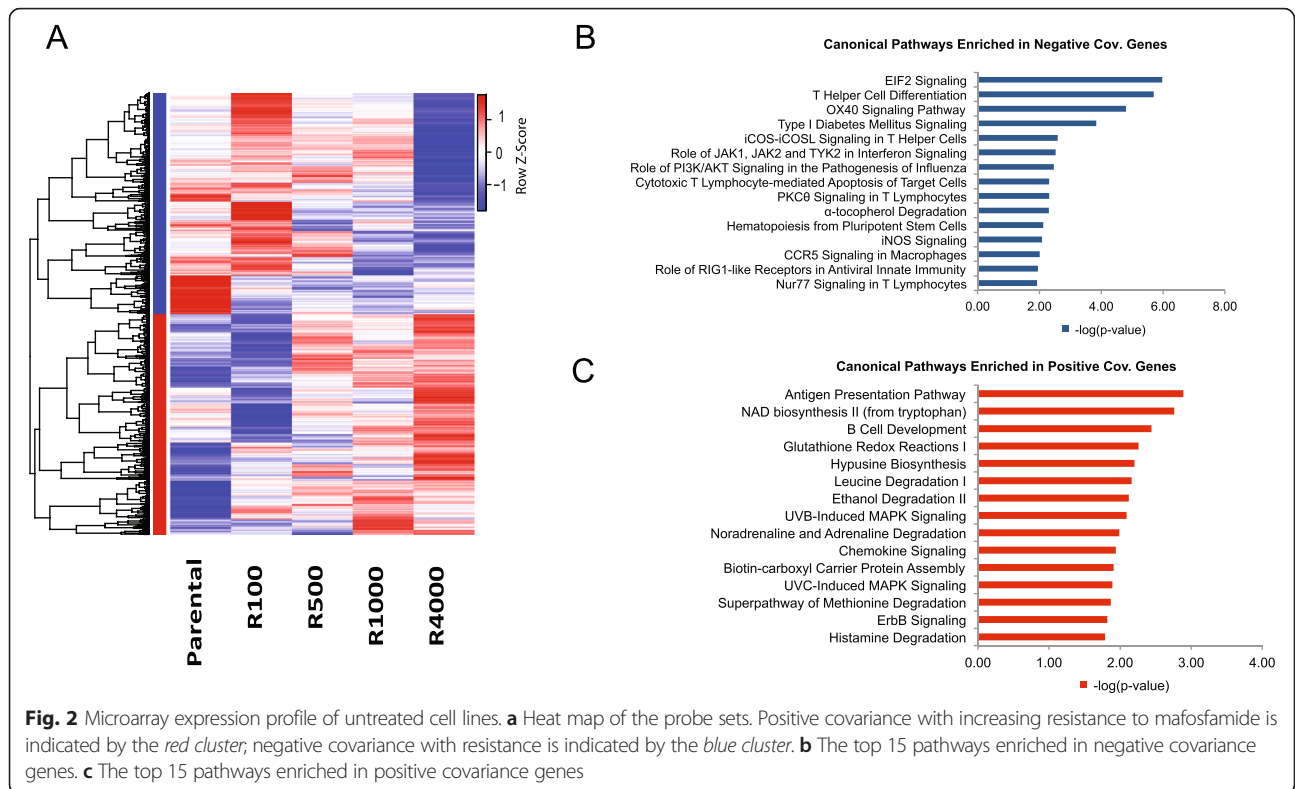 A
1
0
−1
Row Z-Score
Parental
R100
R500
R1000
R4000
B
Canonical Pathways Enriched in Negative Cov. Genes
EIF2 Signaling
T Helper Cell Differentiation
OX40 Signaling Pathway
Type I Diabetes Mellitus Signaling
iCOS-iCOSL Signaling in T Helper Cells
Role of JAK1, JAK2 and TYK2 in Interferon Signaling
Role of PI3K/AKT Signaling in the Pathogenesis of Influenza
Cytotoxic T Lymphocyte-mediated Apoptosis of Target Cells
PKCθ Signaling in T Lymphocytes
α-tocopherol Degradation
Hematopoiesis from Pluripotent Stem Cells
iNOS Signaling
CCR5 Signaling in Macrophages
Role of RIG1-like Receptors in Antiviral Innate Immunity
Nur77 Signaling in T Lymphocytes
0.00 2.00 4.00 6.00 8.00
-log(p-value)
C
Canonical Pathways Enriched in Positive Cov. Genes
Antigen Presentation Pathway
NAD biosynthesis II (from tryptophan)
B Cell Development
Glutathione Redox Reactions I
Hypusine Biosynthesis
Leucine Degradation I
Ethanol Degradation II
UVB-Induced MAPK Signaling
Noradrenaline and Adrenaline Degradation
Chemokine Signaling
Biotin-carboxyl Carrier Protein Assembly
UVC-Induced MAPK Signaling
Superpathway of Methionine Degradation
ErbB Signaling
Histamine Degradation
0.00 1.00 2.00 3.00 4.00
-log(p-value)
Fig. 2 Microarray expression profile of untreated cell lines. a Heat map of the probe sets. Positive covariance with increasing resistance to mafosfamide is
indicated by the red cluster; negative covariance with resistance is indicated by the blue cluster. b The top 15 pathways enriched in negative covariance
genes. c The top 15 pathways enriched in positive covariance genes